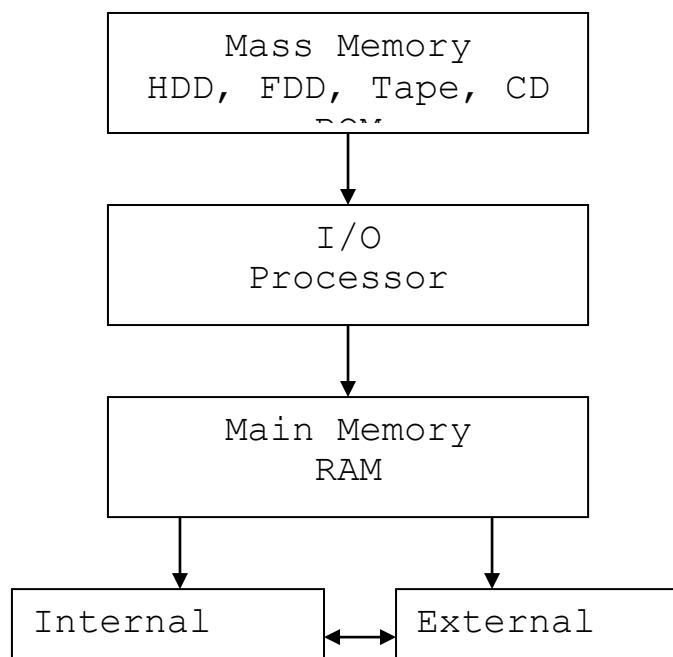 Mass Memory
HDD, FDD, Tape, CD
I/O
Processor
Main Memory
RAM
Internal
External